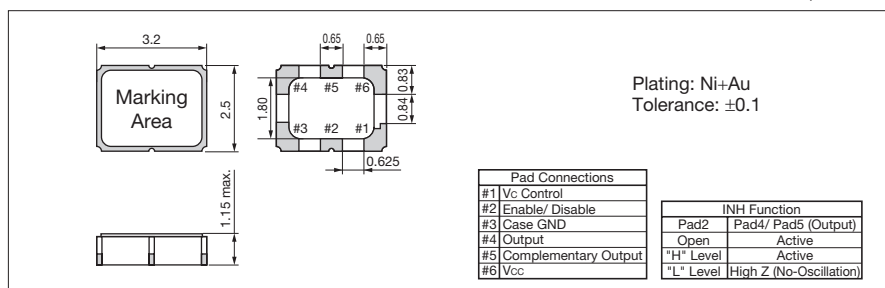 3.2
Marking
Area
2.5
1.15 max.
0.65
0.65
#4 #5 #6
#3 #2 #1
1.80
0.83
0.84
0.625
Plating: Ni+Au
Tolerance: ±0.1
Pad Connections
#1 Vc Control
#2 Enable/ Disable
#3 Case GND
#4 Output
#5 Complementary Output
#6 Vcc
INH Function
Pad2 Pad4/ Pad5 (Output)
Open Active
"H" Level Active
"L" Level High Z (No-Oscillation)